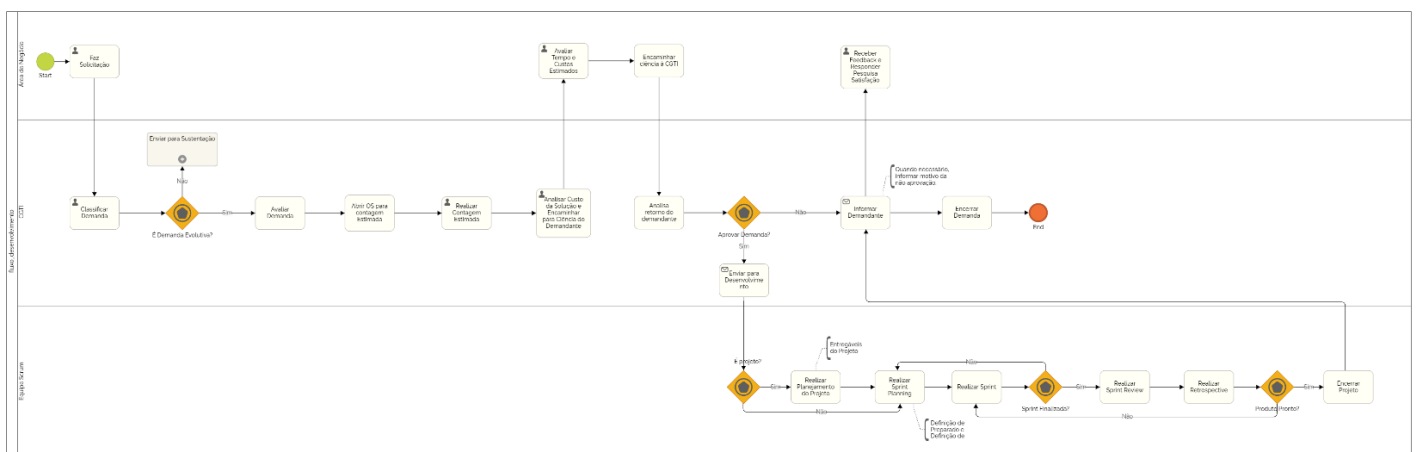 Área de Negócio
Start
Faz
Solicitação
Avaliar
Tempo e
Custos
Estimados
Encaminhar
ciência à CGTI
Receber
Feedback e
Responder
Pesquisa
Satisfação
CGTI
Enviar para Sustentação
Não
Classificar
Demanda
É Demanda Evolutiva?
Sim
Avaliar
Demanda
Abrir OS para
contagem
Estimada
Realizar
Contagem
Estimada
Analisar Custo
da Solução e
Encaminhar
para Ciência do
Demandante
Analisa
retorno do
demandante
Aprovar Demanda?
Não
Sim
Quando necessário,
informar motivo da
não aprovação
Informar
Demandante
Encerrar
Demanda
End
Enviar para
Desenvolvime
nto
Equipe Scrum
É projeto?
Sim
Não
Realizar
Planejamento
do Projeto
Entregáveis
do Projeto
Realizar
Sprint
Planning
Definição de
Preparado e
Definição de
Realizar Sprint
Não
Sprint Finalizada?
Sim
Realizar
Sprint Review
Realizar
Retrospectiva
Produto Pronto?
Sim
Não
Encerrar
Projeto